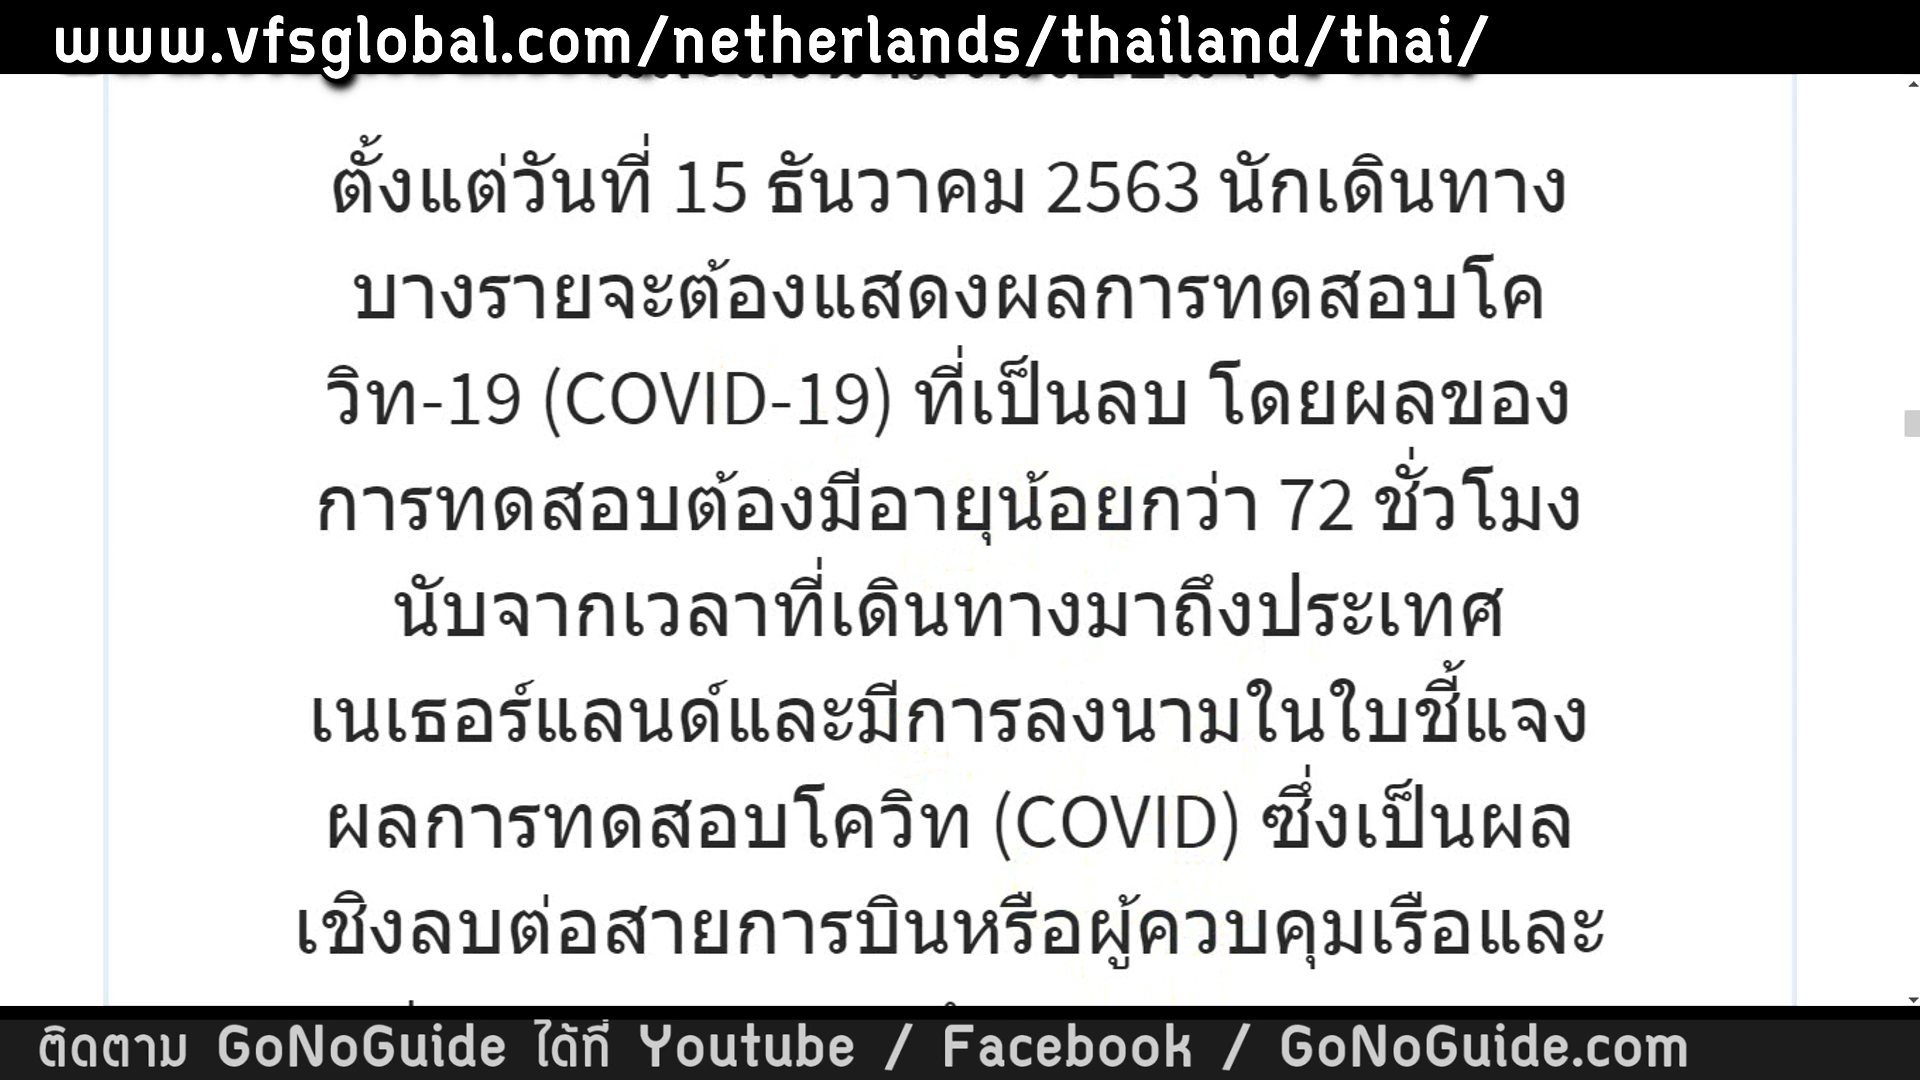 www.vfsglobal.com/netherlands/thailand/thai/
ตั้งแต่วันที่ 15 ธันวาคม 2563 นักเดินทาง
บางรายจะต้องแสดงผลการทดสอบโค
วิท-19 (COVID-19) ที่เป็นลบ โดยผลของ
การทดสอบต้องมีอายุน้อยกว่า 72 ชั่วโมง
นับจากเวลาที่เดินทางมาถึงประเทศ
เนเธอร์แลนด์และมีการลงนามในใบชี้แจง
ผลการทดสอบโควิท (COVID) ซึ่งเป็นผล
เชิงลบต่อสายการบินหรือผู้ควบคุมเรือและ
ติดตาม GoNoGuide ได้ที่ Youtube / Facebook / GoNoGuide.com